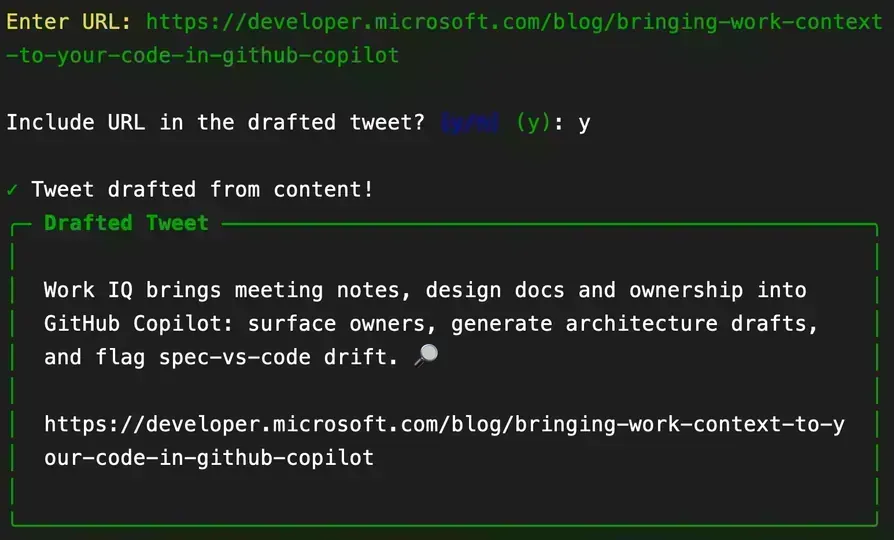 Enter URL: https://developer.microsoft.com/blog/bringing-work-context
-to-your-code-in-github-copilot
Include URL in the drafted tweet? [y/n] (y): y
✓ Tweet drafted from content!
Drafted Tweet
Work IQ brings meeting notes, design docs and ownership into
GitHub Copilot: surface owners, generate architecture drafts,
and flag spec-vs-code drift. 🔎
https://developer.microsoft.com/blog/bringing-work-context-to-y
our-code-in-github-copilot